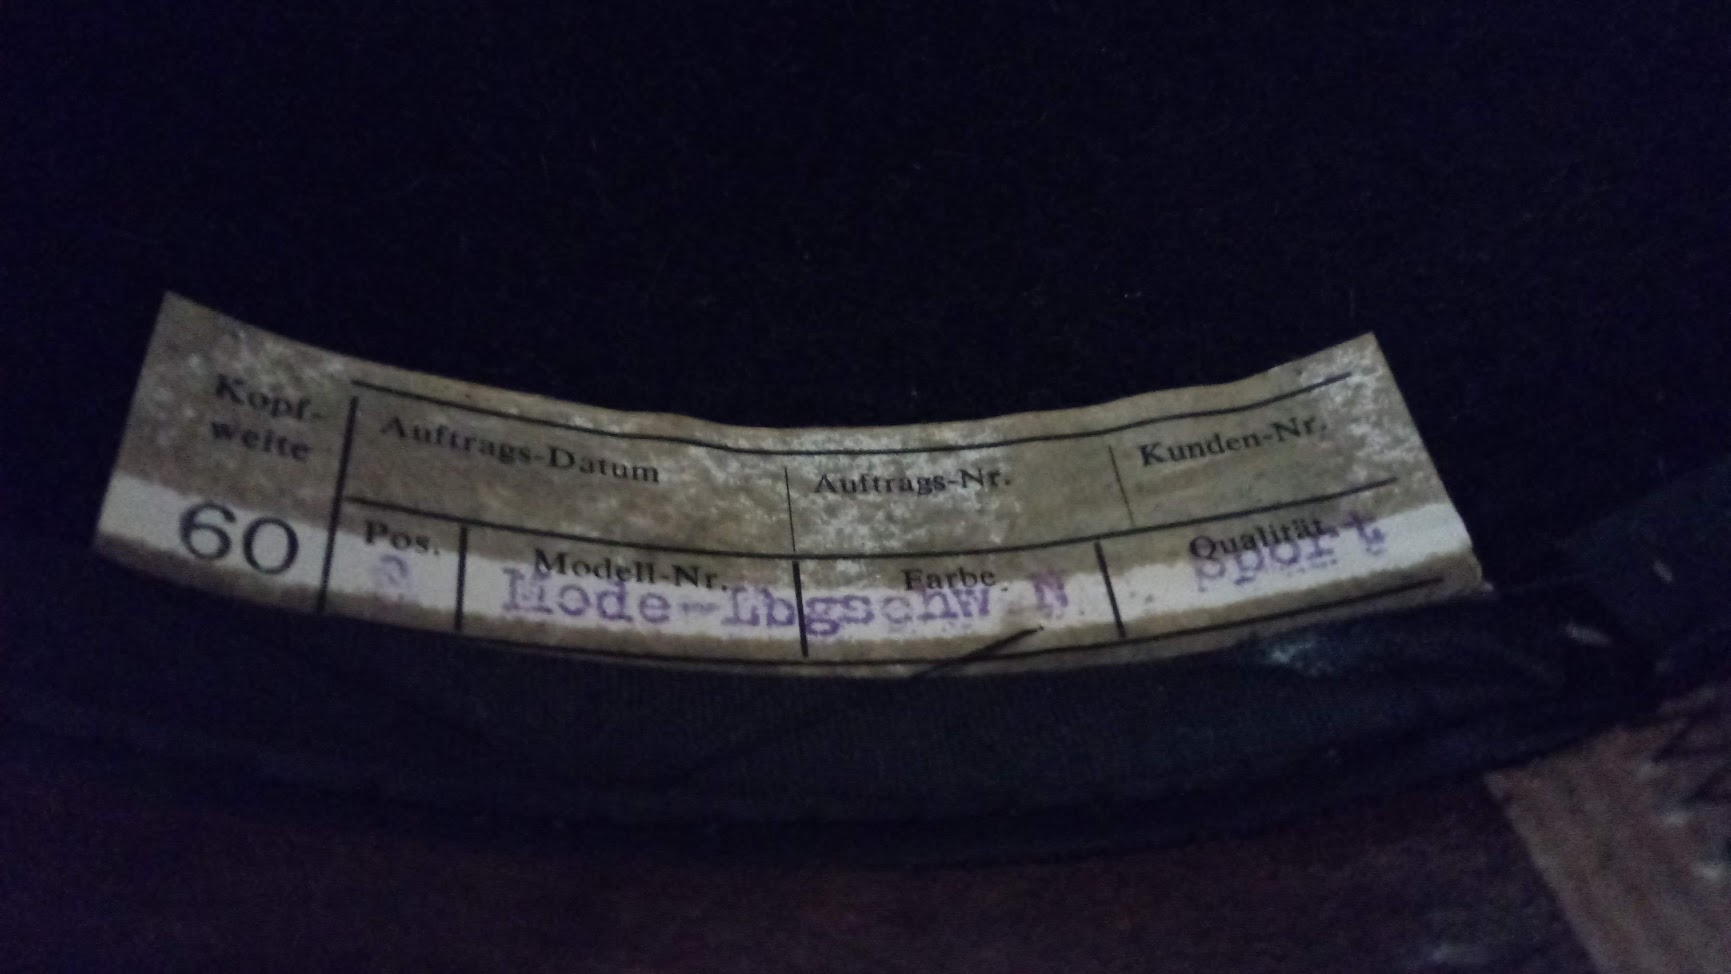 Kopf-
weite
60
Auftrags-Datum
Auftrags-Nr.
Kunden-Nr.
Pos.
Modell-Nr.
Farbe
Qualität
Mode-Lbgschw N
Sport